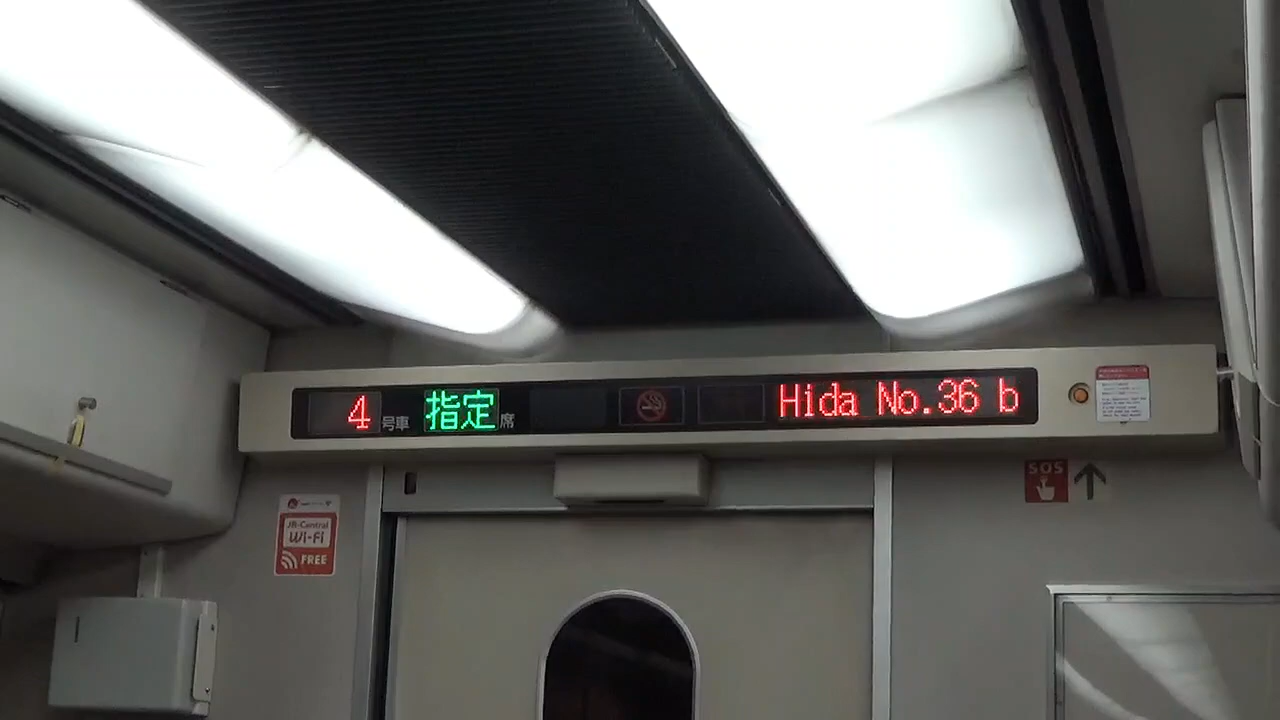 4号車 指定席 Hida No.36 b
SOS
JR-Central
Wi-Fi
FREE